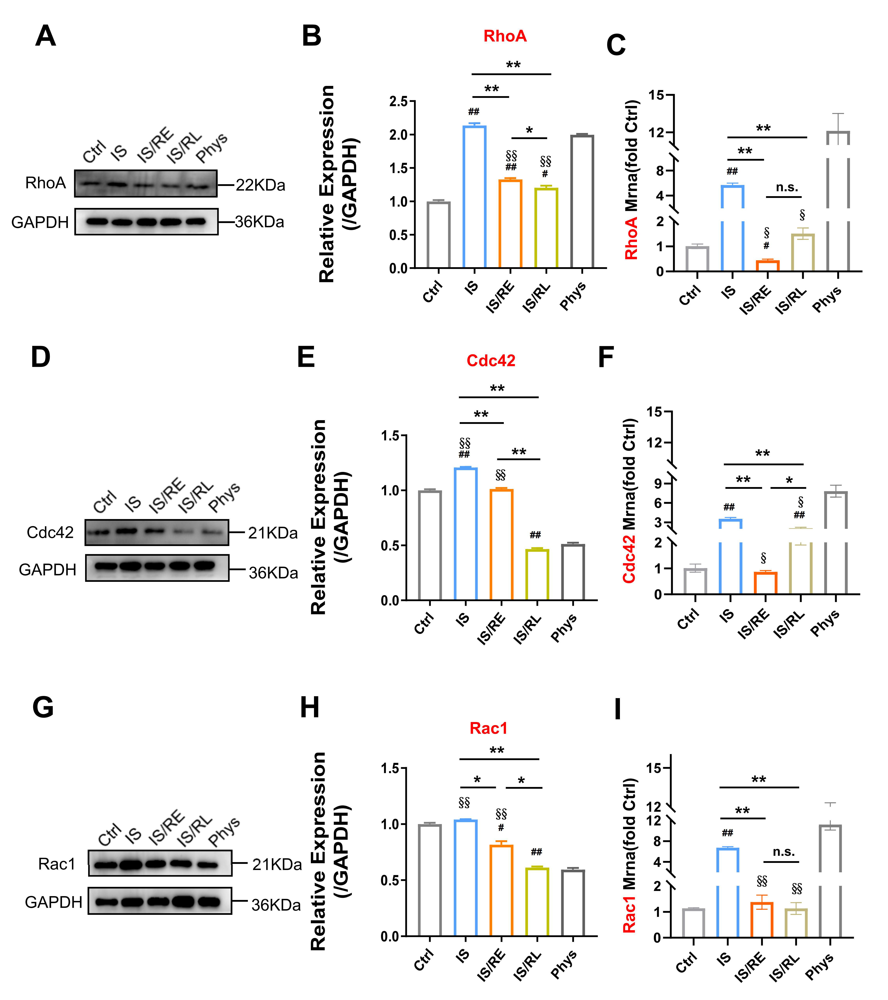 A
Ctrl
IS
IS/RE
IS/RL
Phys
RhoA
22KDa
GAPDH
36KDa
B
RhoA
Relative Expression
(/GAPDH)
2.5
2.0
1.5
1.0
0.5
0.0
**
**
*
##
§§
##
§§
#
Ctrl
IS
IS/RE
IS/RL
Phys
C
RhoA Mrna(fold Ctrl)
15
12
8
4
2
1
0
**
**
n.s.
##
§
#
§
Ctrl
IS
IS/RE
IS/RL
Phys
D
Ctrl
IS
IS/RE
IS/RL
Phys
Cdc42
21KDa
GAPDH
36KDa
E
Cdc42
Relative Expression
(/GAPDH)
1.5
1.0
0.5
0.0
**
**
**
§§
##
§§
##
Ctrl
IS
IS/RE
IS/RL
Phys
F
Cdc42 Mrna(fold Ctrl)
15
12
9
6
3
2
1
0
**
**
*
##
§
§
##
Ctrl
IS
IS/RE
IS/RL
Phys
G
Ctrl
IS
IS/RE
IS/RL
Phys
Rac1
21KDa
GAPDH
36KDa
H
Rac1
Relative Expression
(/GAPDH)
1.5
1.0
0.5
0.0
**
*
*
§§
§§
#
##
Ctrl
IS
IS/RE
IS/RL
Phys
I
Rac1 Mrna(fold Ctrl)
15
12
12
8
4
2
1
0
**
**
n.s.
##
§§
§§
Ctrl
IS
IS/RE
IS/RL
Phys